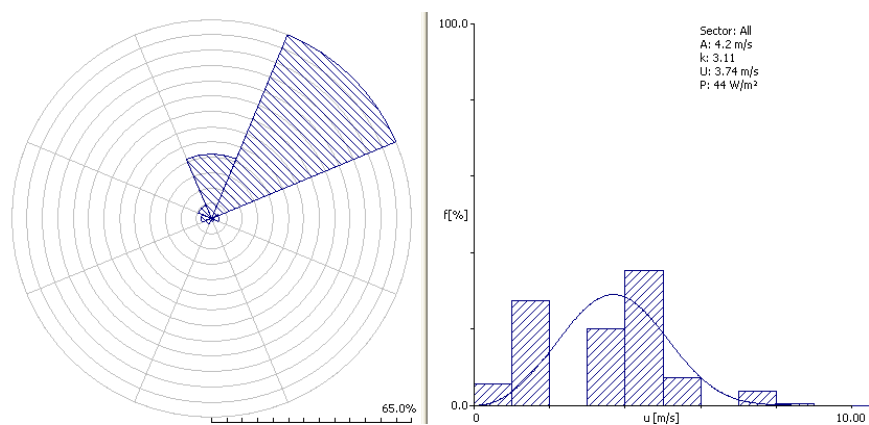 65.0%
100.0
Sector: All
A: 4.2 m/s
k: 3.11
U: 3.74 m/s
P: 44 W/m²
f[%]
0.0
0 u [m/s] 10.00